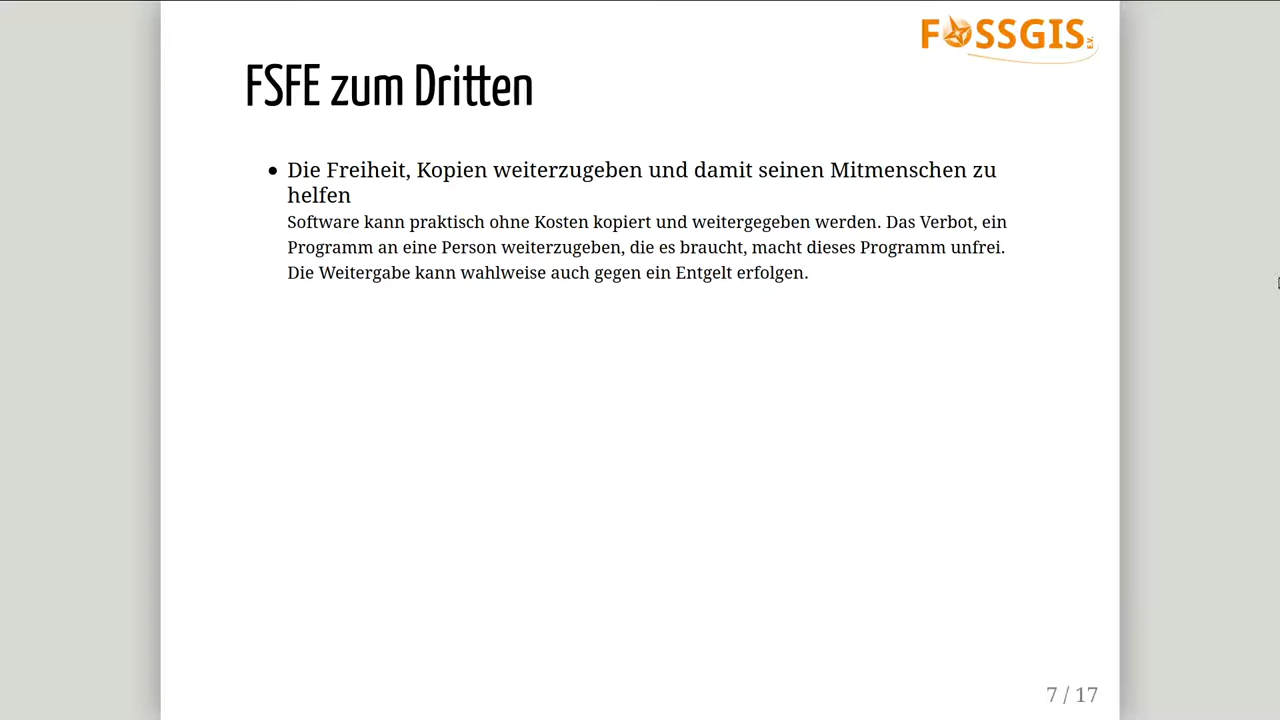 FOSSGIS e.V.
FSFE zum Dritten
• Die Freiheit, Kopien weiterzugeben und damit seinen Mitmenschen zu
helfen
Software kann praktisch ohne Kosten kopiert und weitergegeben werden. Das Verbot, ein
Programm an eine Person weiterzugeben, die es braucht, macht dieses Programm unfrei.
Die Weitergabe kann wahlweise auch gegen ein Entgelt erfolgen.
7 / 17